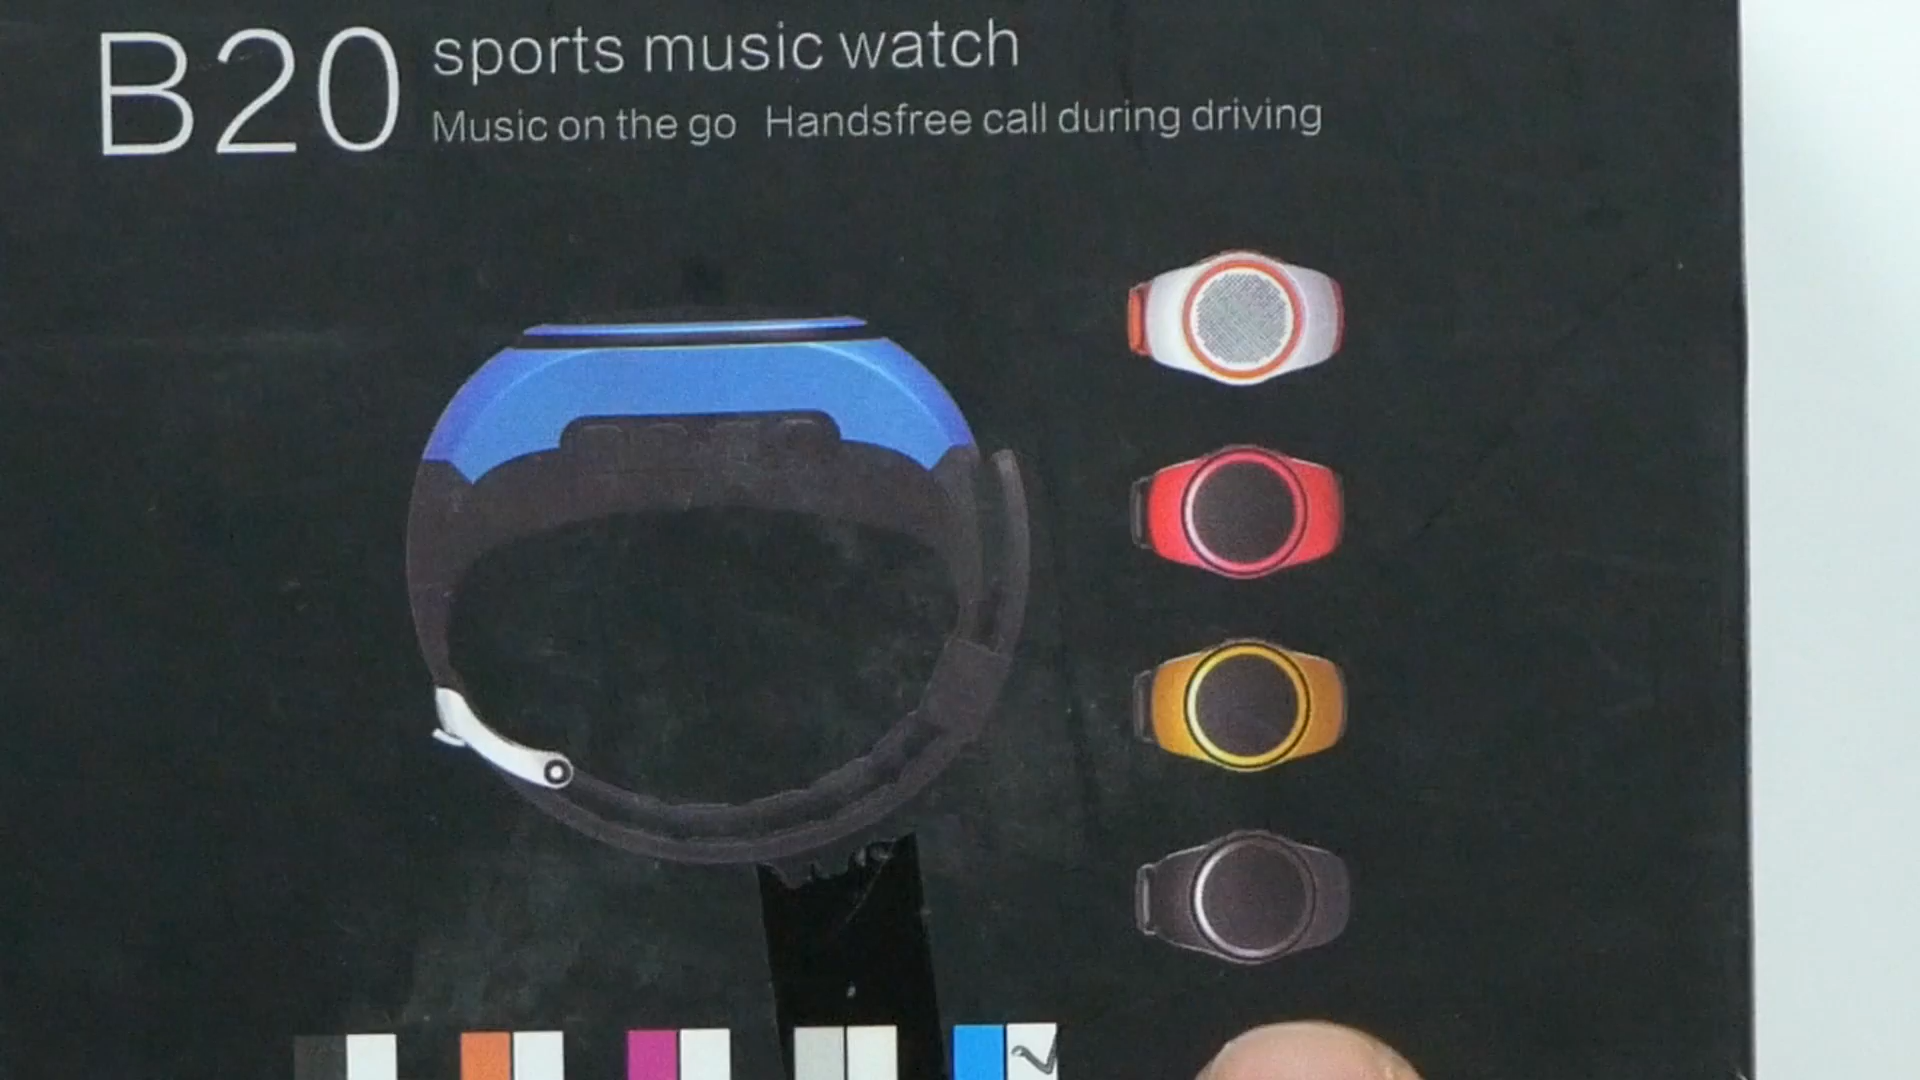 B20
sports music watch
Music on the go Handsfree call during driving